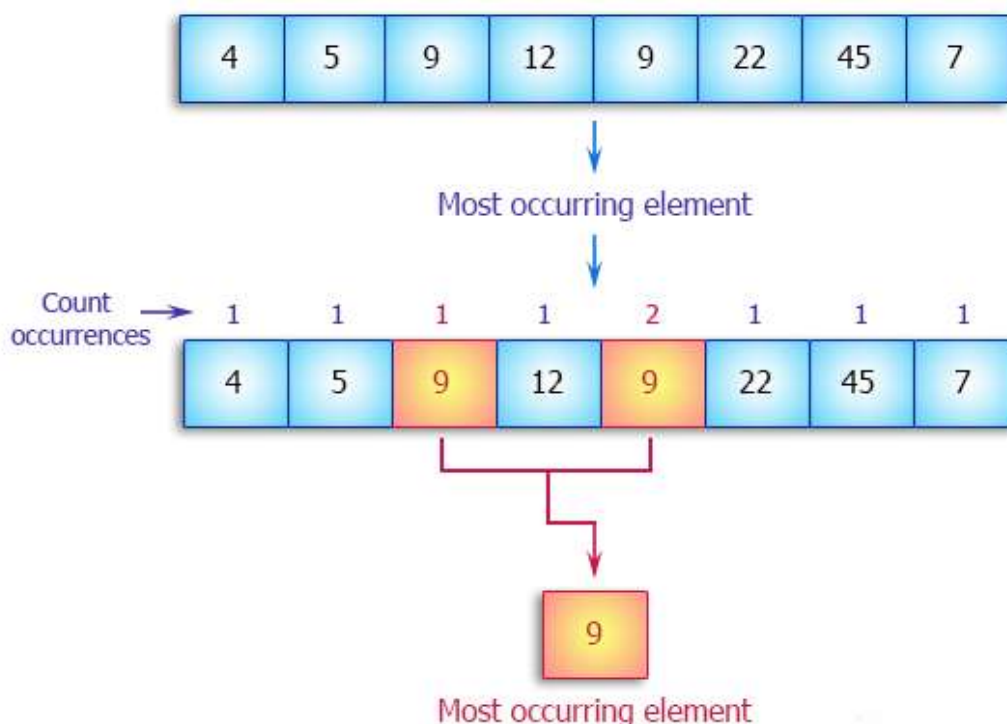 4 5 9 12 9 22 45 7
Most occurring element
Count
occurrences
1 1 1 1 2 1 1 1
4 5 9 12 9 22 45 7
9
Most occurring element